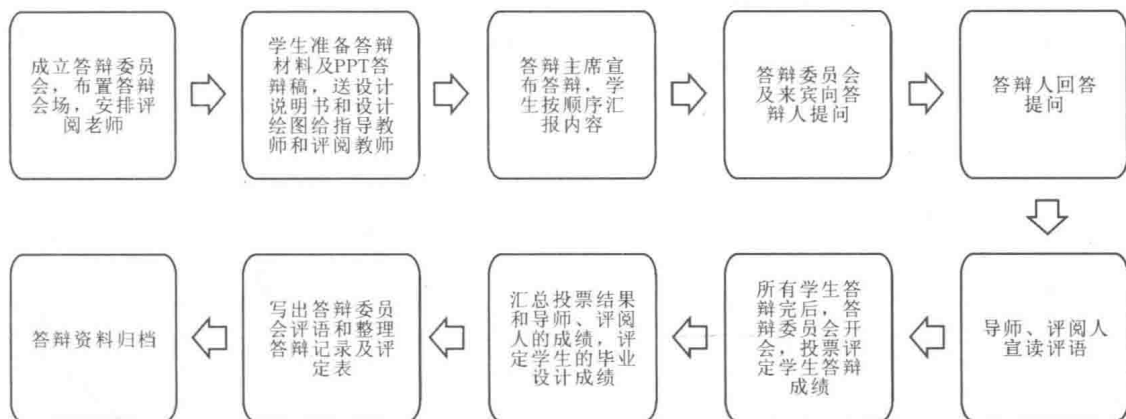 成立答辩委员
会，布置答辩
会场，安排评
阅老师
学生准备答辩
材料及PPT答
辩稿，送设计
说明书和设计
绘图给指导教
师和评阅教师
答辩主席宣
布答辩，学
生按顺序汇
报内容
答辩委员会
及来宾向答
辩人提问
答辩人回答
提问
导师、评阅人
宣读评语
所有学生答
辩完后，答
辩委员会开
会，投票评
定学生答辩
成绩
汇总投票结果
和导师、评阅
人的成绩，评
定学生的毕业
设计成绩
写出答辩委员
会评语和整理
答辩记录及评
定表
答辩资料归档